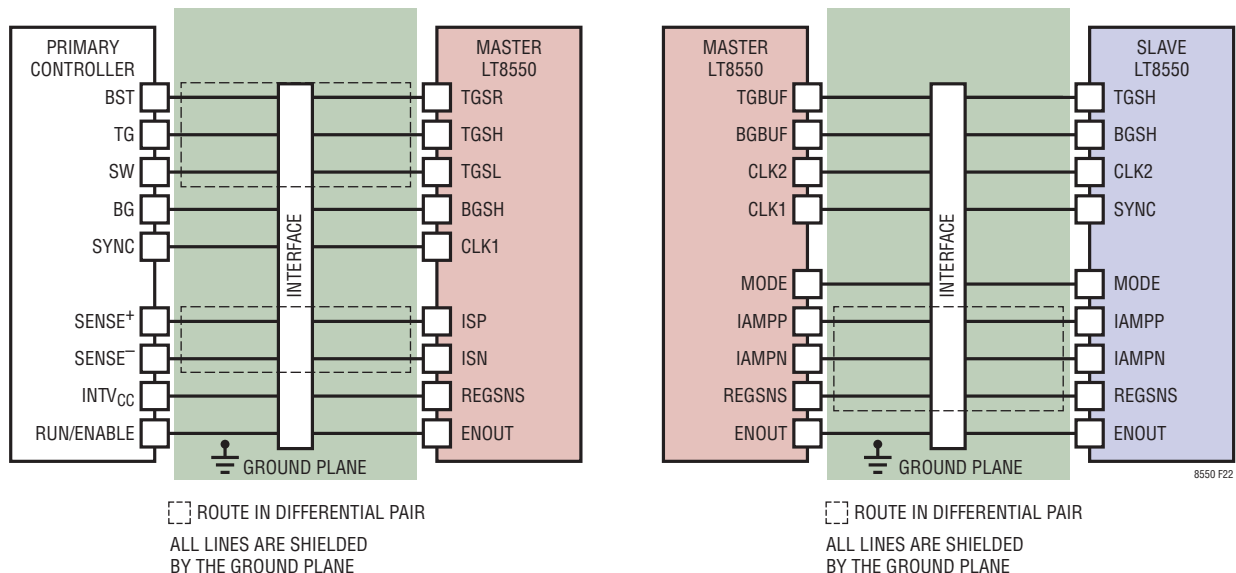 PRIMARY
CONTROLLER
BST
TG
SW
BG
SYNC
SENSE+
SENSE−
INTVCC
RUN/ENABLE
INTERFACE
MASTER
LT8550
TGSR
TGSH
TGSL
BGSH
CLK1
ISP
ISN
REGSNS
ENOUT
GROUND PLANE
ROUTE IN DIFFERENTIAL PAIR
ALL LINES ARE SHIELDED
BY THE GROUND PLANE
MASTER
LT8550
TGBUF
BGBUF
CLK2
CLK1
MODE
IAMPP
IAMPN
REGSNS
ENOUT
INTERFACE
SLAVE
LT8550
TGSH
BGSH
CLK2
SYNC
MODE
IAMPP
IAMPN
REGSNS
ENOUT
GROUND PLANE
8550 F22
ROUTE IN DIFFERENTIAL PAIR
ALL LINES ARE SHIELDED
BY THE GROUND PLANE